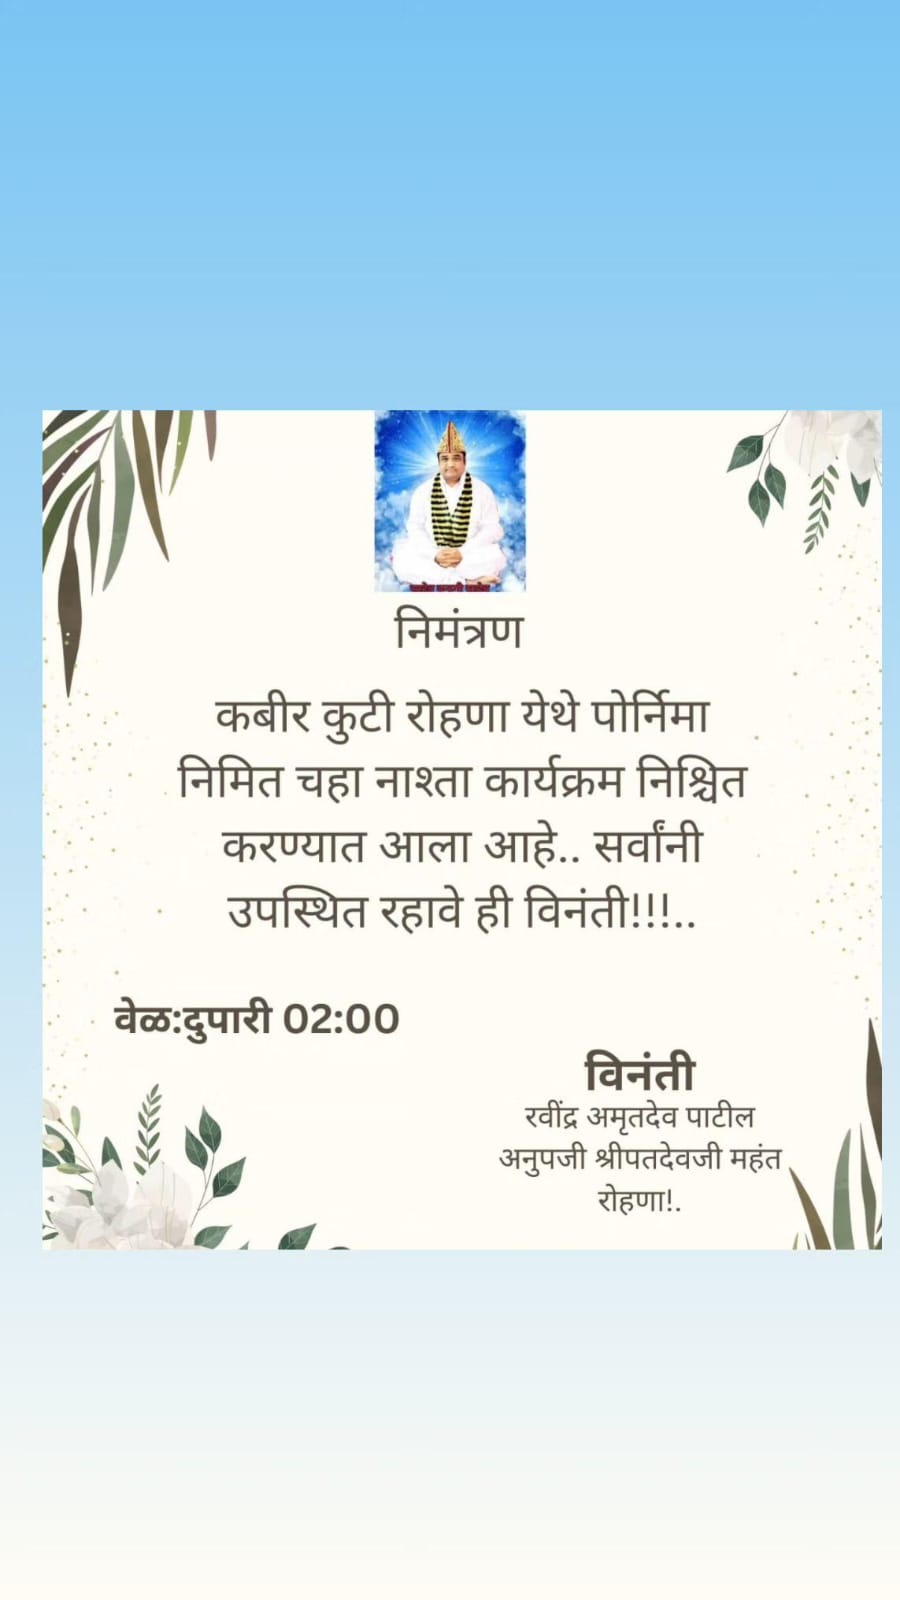 निमंत्रण
कबीर कुटी रोहणा येथे पोर्निमा
निमित चहा नाश्ता कार्यक्रम निश्चित
करण्यात आला आहे.. सर्वांनी
उपस्थित रहावे ही विनंती!!!..
वेळ:दुपारी 02:00
विनंती
रवींद्र अमृतदेव पाटील
अनुपजी श्रीपतदेवजी महंत
रोहणा!.